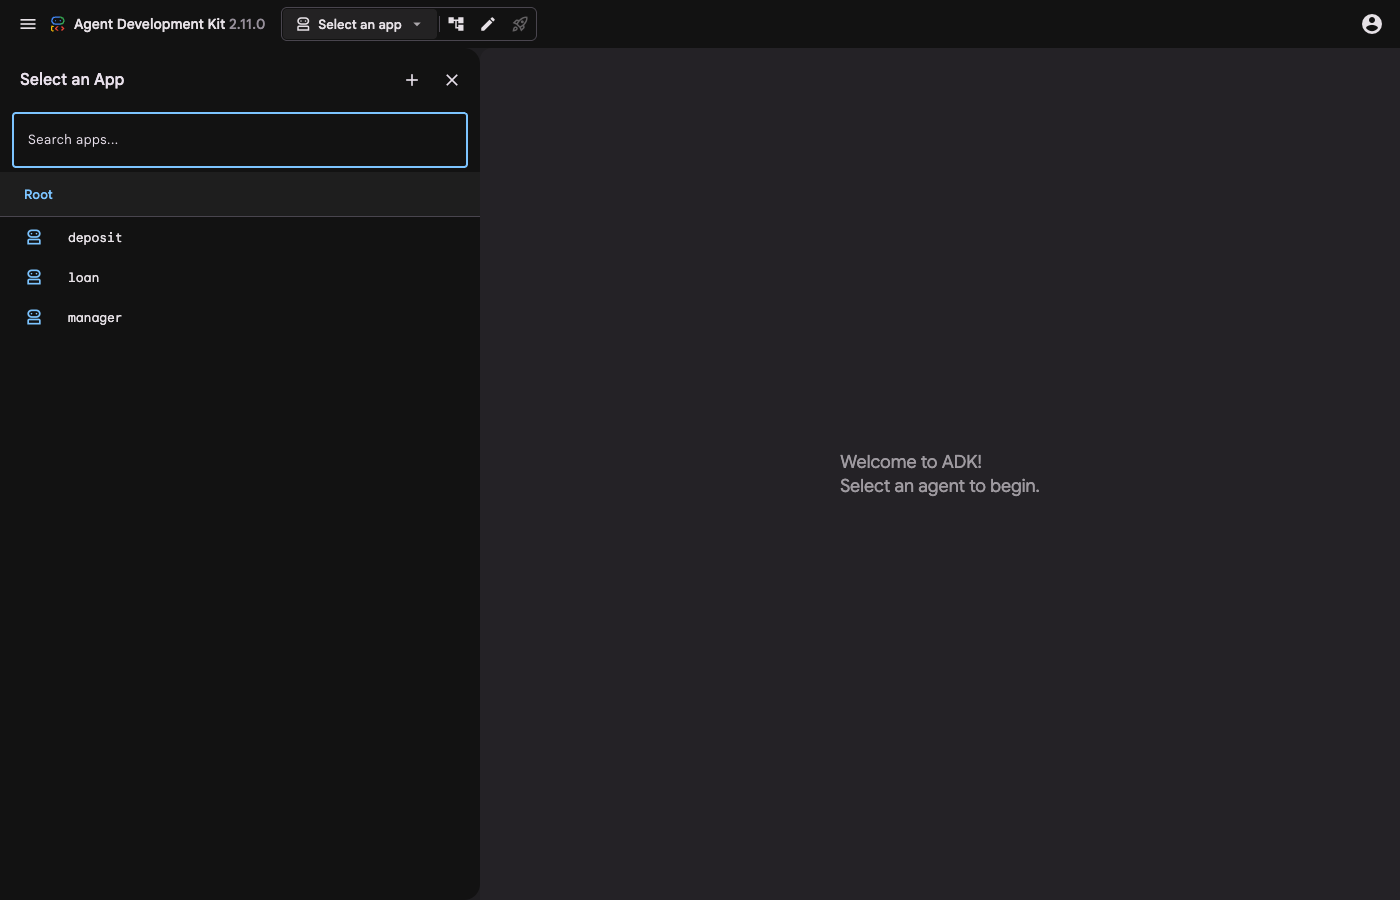 Agent Development Kit 2.11.0
Select an app
Select an App
Search apps...
Root
deposit
loan
manager
Welcome to ADK!
Select an agent to begin.